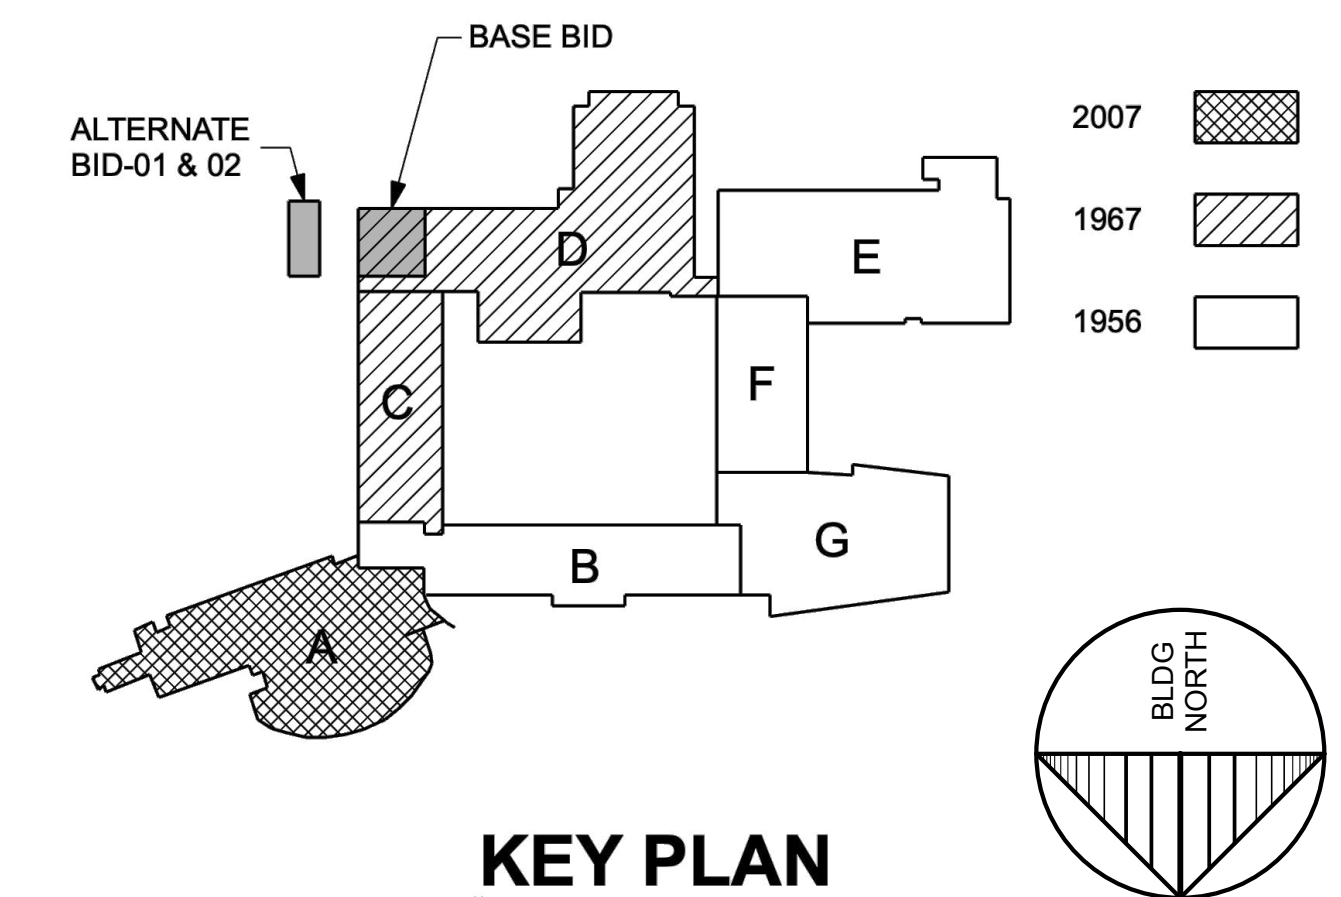 BASE BID
ALTERNATE
BID-01 & 02
2007
1967
1956
D
E
C
F
B
G
A
BLDG
NORTH
KEY PLAN